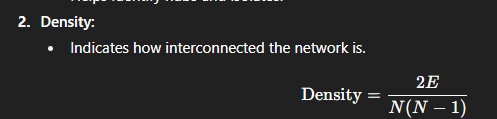 2. Density:
• Indicates how interconnected the network is.
Density = 2E / N(N − 1)